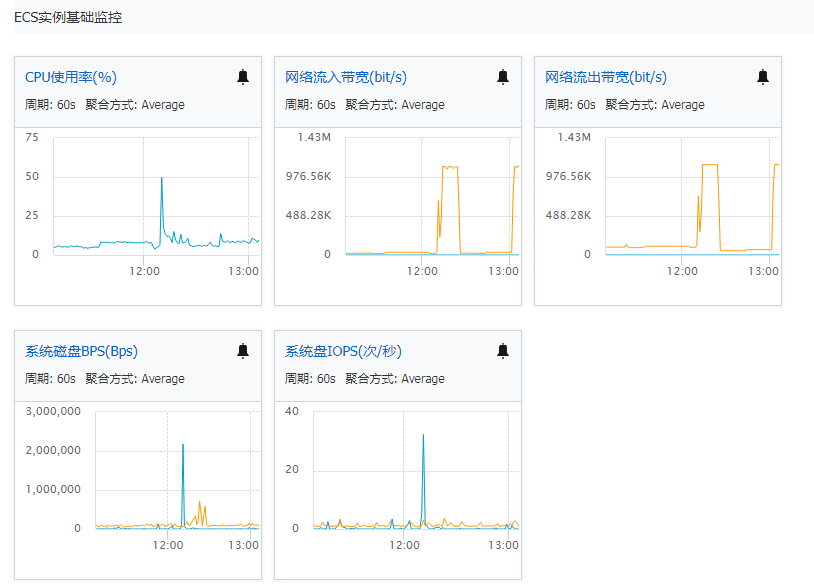 ECS实例基础监控
CPU使用率(%)
周期: 60s 聚合方式: Average
75
50
25
0
12:00
13:00
网络流入带宽(bit/s)
周期: 60s 聚合方式: Average
1.43M
976.56K
488.28K
0
12:00
13:00
网络流出带宽(bit/s)
周期: 60s 聚合方式: Average
1.43M
976.56K
488.28K
0
12:00
13:00
系统磁盘BPS(Bps)
周期: 60s 聚合方式: Average
3,000,000
2,000,000
1,000,000
0
12:00
13:00
系统盘IOPS(次/秒)
周期: 60s 聚合方式: Average
40
20
0
12:00
13:00